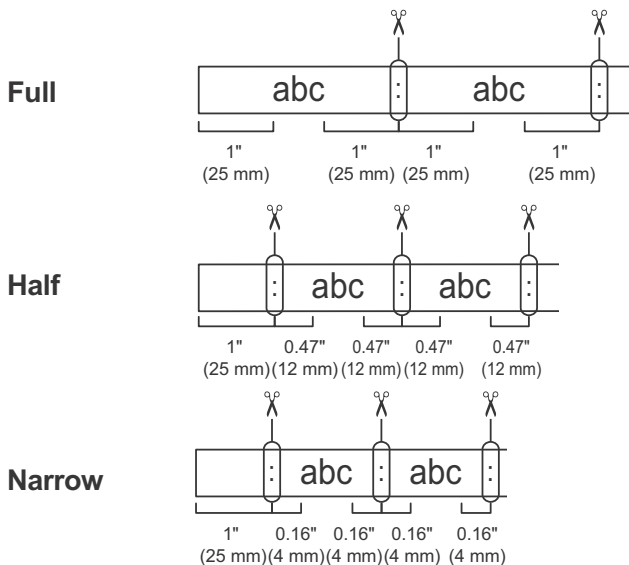 Full
abc : abc :
1" 1" 1" 1"
(25 mm) (25 mm) (25 mm) (25 mm)
Half
: abc : abc :
1" 0.47" 0.47" 0.47" 0.47"
(25 mm) (12 mm) (12 mm) (12 mm) (12 mm)
Narrow
: abc : abc :
1" 0.16" 0.16" 0.16" 0.16"
(25 mm) (4 mm) (4 mm) (4 mm) (4 mm)